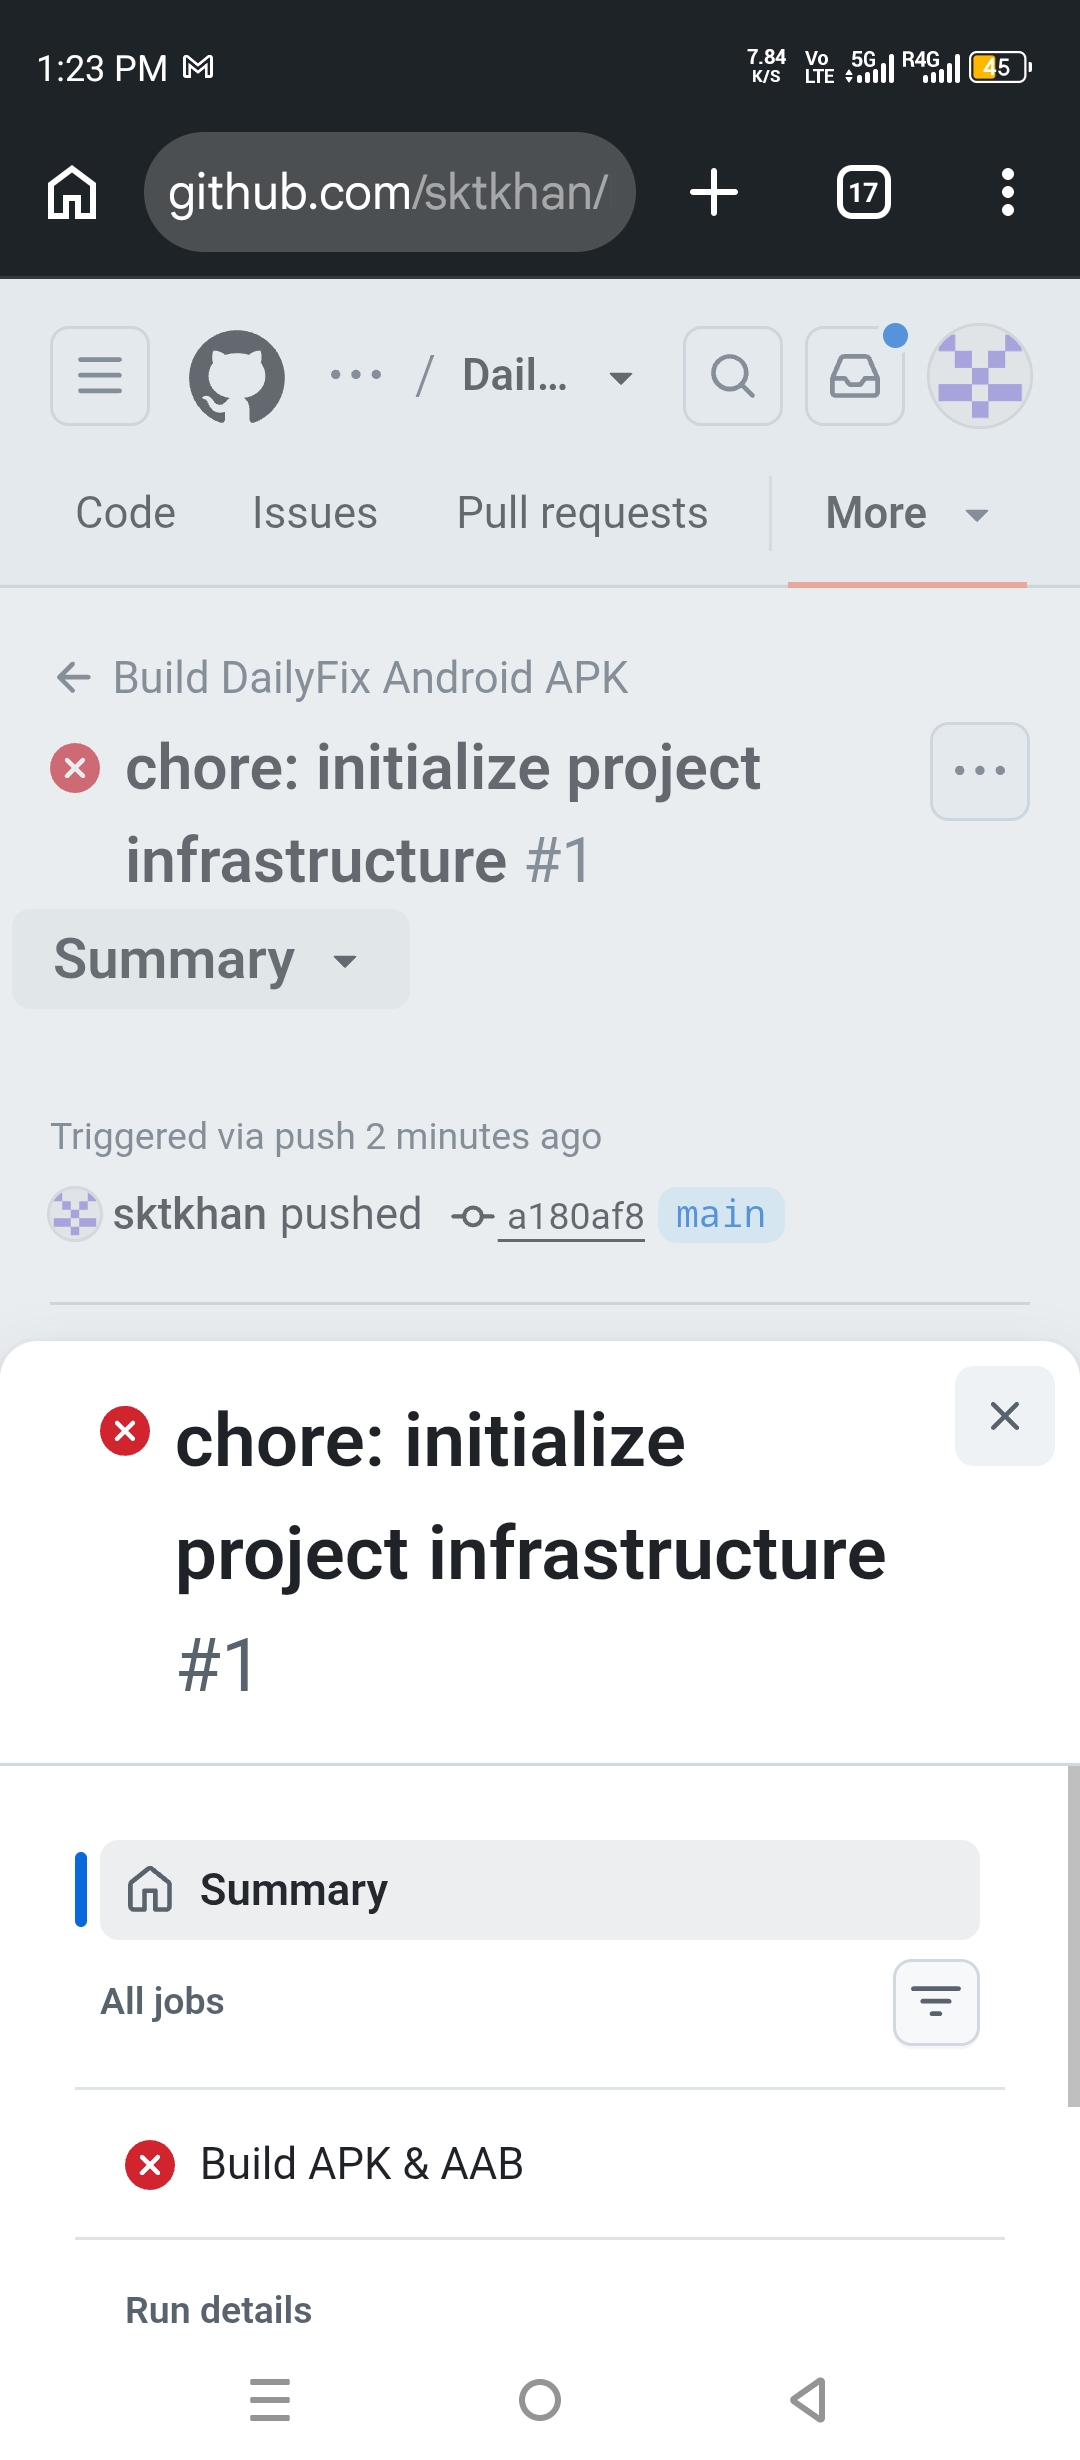 1:23 PM
7.84 K/S Vo LTE 5G R4G 45
github.com/sktkhan/
17
Dail...
Code Issues Pull requests More
Build DailyFix Android APK
chore: initialize project
infrastructure #1
Summary
Triggered via push 2 minutes ago
sktkhan pushed a180af8 main
chore: initialize
project infrastructure
#1
Summary
All jobs
Build APK & AAB
Run details